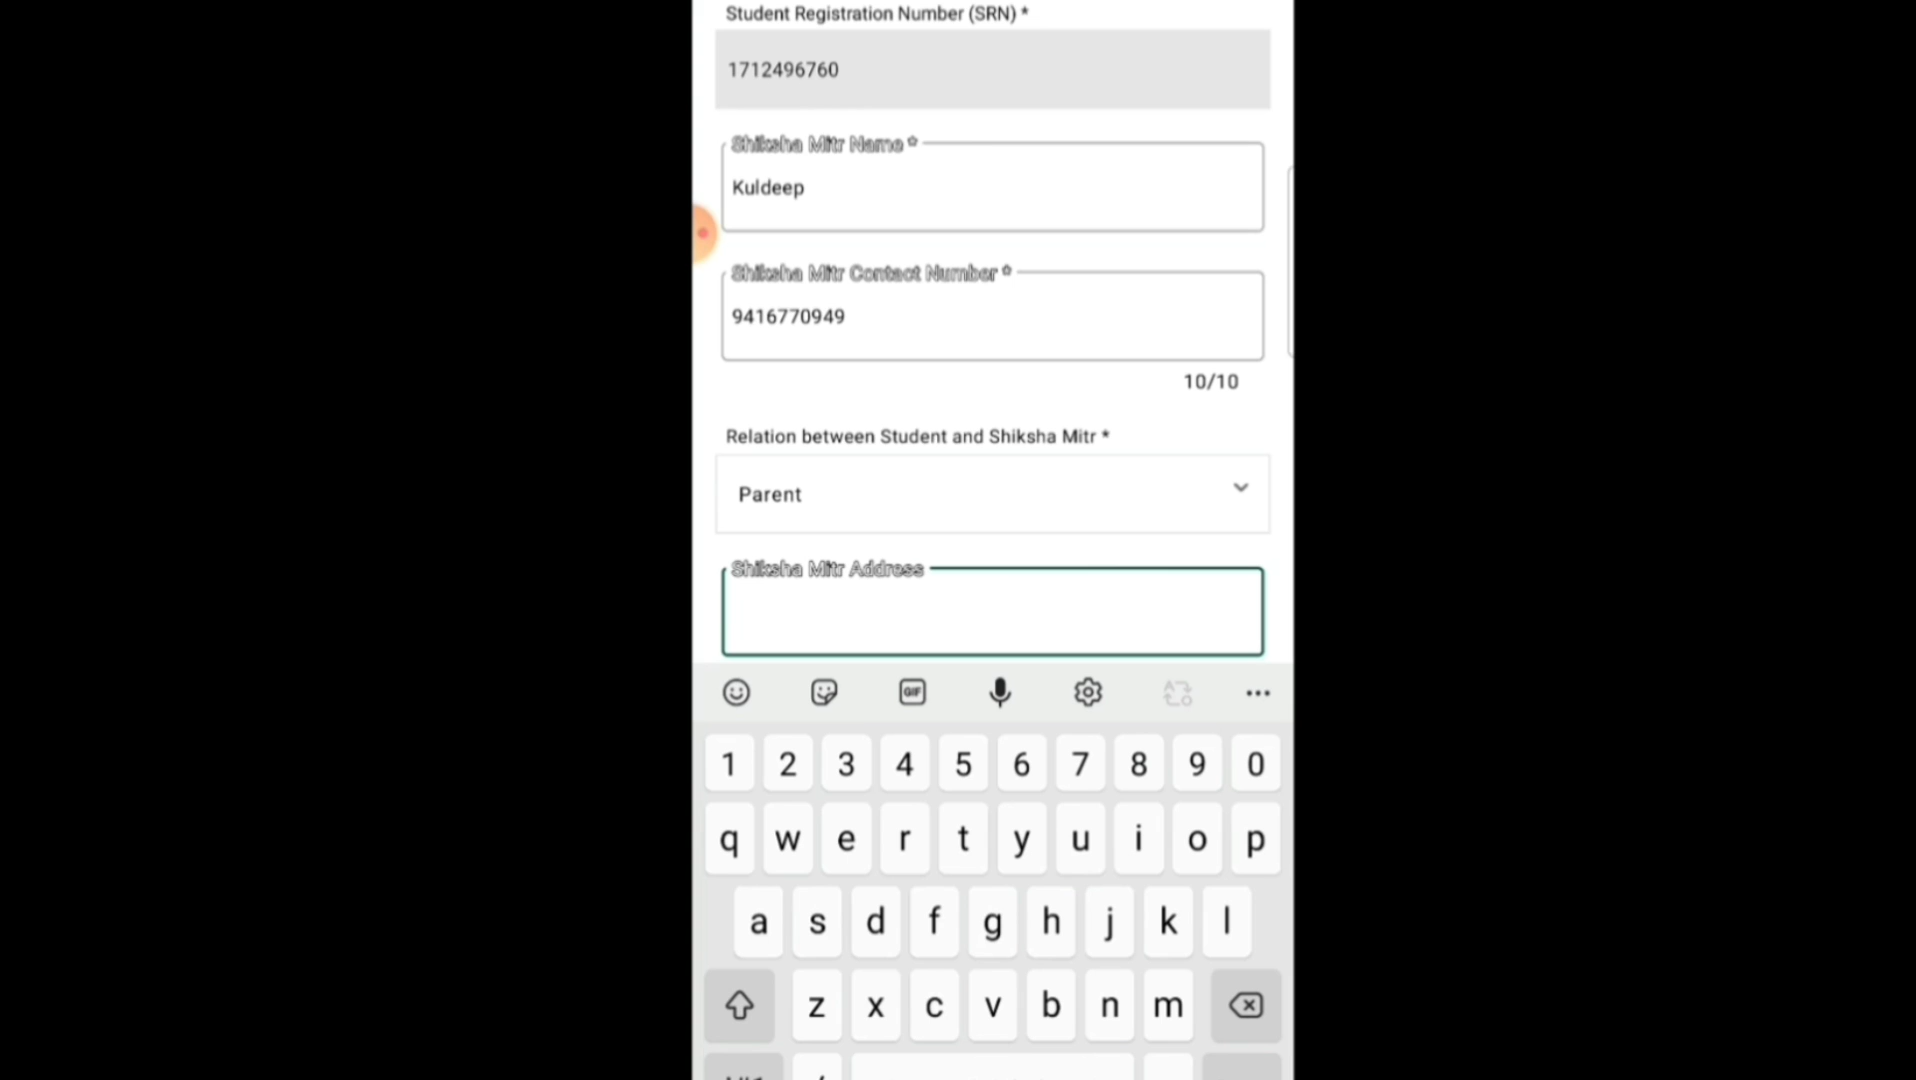 Student Registration Number (SRN) *
1712496760
Shiksha Mitr Name *
Kuldeep
Shiksha Mitr Contact Number *
9416770949
10/10
Relation between Student and Shiksha Mitr *
Parent
Shiksha Mitr Address
GIF
1 2 3 4 5 6 7 8 9 0
q w e r t y u i o p
a s d f g h j k l
z x c v b n m